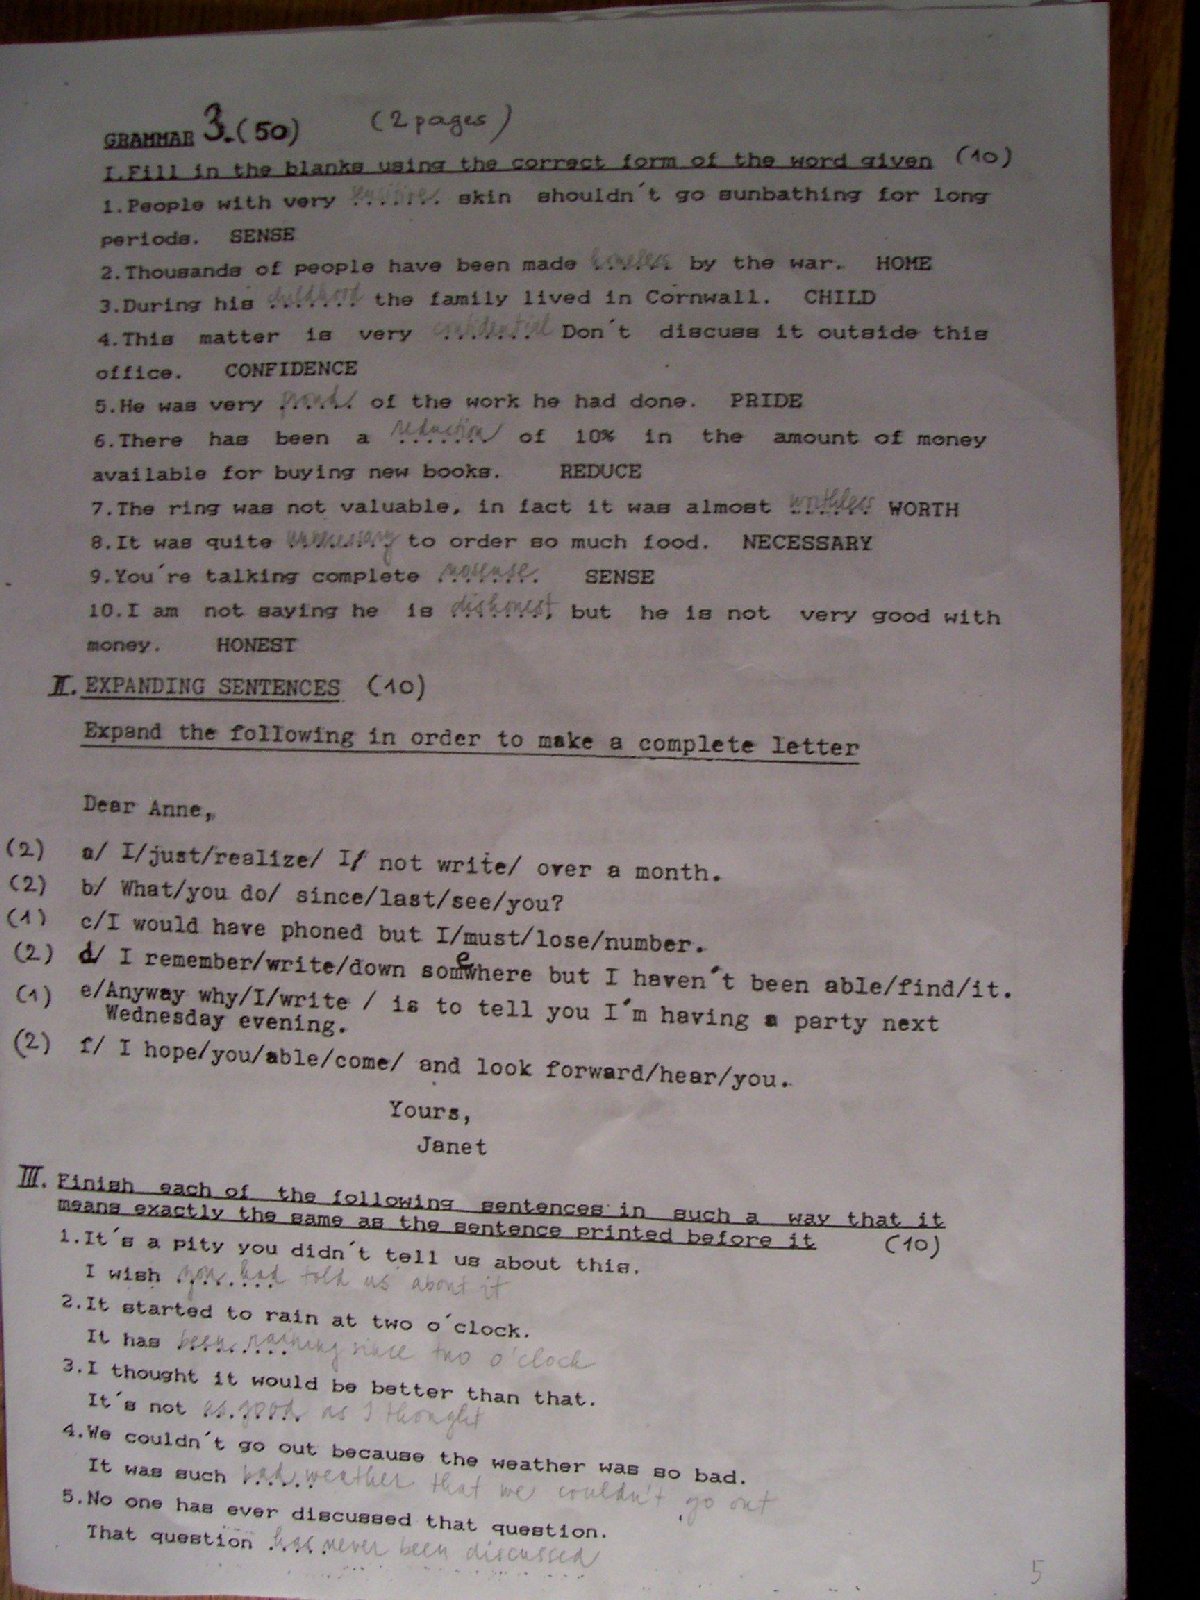 GRAMMAR 3.(50) (2 pages)
I.Fill in the blanks using the correct form of the word given (10)
1.People with very sensitive skin shouldn´t go sunbathing for long
periods. SENSE
2.Thousands of people have been made homeless by the war. HOME
3.During his childhood the family lived in Cornwall. CHILD
4.This matter is very confidential Don´t discuss it outside this
office. CONFIDENCE
5.He was very proud of the work he had done. PRIDE
6.There has been a reduction of 10% in the amount of money
available for buying new books. REDUCE
7.The ring was not valuable, in fact it was almost worthless WORTH
8.It was quite unnecessary to order so much food. NECESSARY
9.You´re talking complete SENSE
10.I am not saying he is dishonest, but he is not very good with
money. HONEST
II. EXPANDING SENTENCES (10)
Expand the following in order to make a complete letter
Dear Anne,
(2) a/ I/just/realize/ I/ not write/ over a month.
(2) b/ What/you do/ since/last/see/you?
(1) c/I would have phoned but I/must/lose/number.
(2) d/ I remember/write/down somewhere but I haven´t been able/find/it.
(1) e/Anyway why/I/write / is to tell you I´m having a party next
Wednesday evening.
(2) f/ I hope/you/able/come/ and look forward/hear/you.
Yours,
Janet
III. Finish each of the following sentences in such a way that it
means exactly the same as the sentence printed before it (10)
1.It´s a pity you didn´t tell us about this.
I wish you had told us about it
2.It started to rain at two o´clock.
It has been raining since two o'clock
3.I thought it would be better than that.
It´s not as good as I thought
4.We couldn´t go out because the weather was so bad.
It was such bad weather that we couldn't go out
5.No one has ever discussed that question.
That question has never been discussed
5